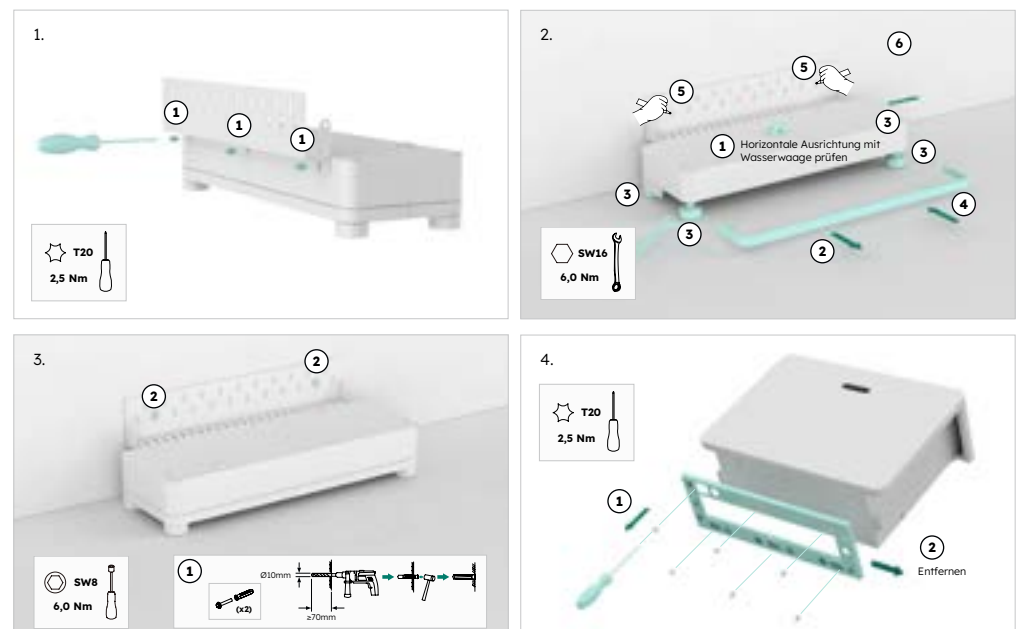 1.
1
1
1
T20
2,5 Nm
2.
6
5
5
3
1
Horizontale Ausrichtung mit
Wasserwaage prüfen
3
3
4
3
2
SW16
6,0 Nm
3.
2
2
SW8
6,0 Nm
1
(x2)
Ø10mm
≥70mm
4.
T20
2,5 Nm
1
2
Entfernen